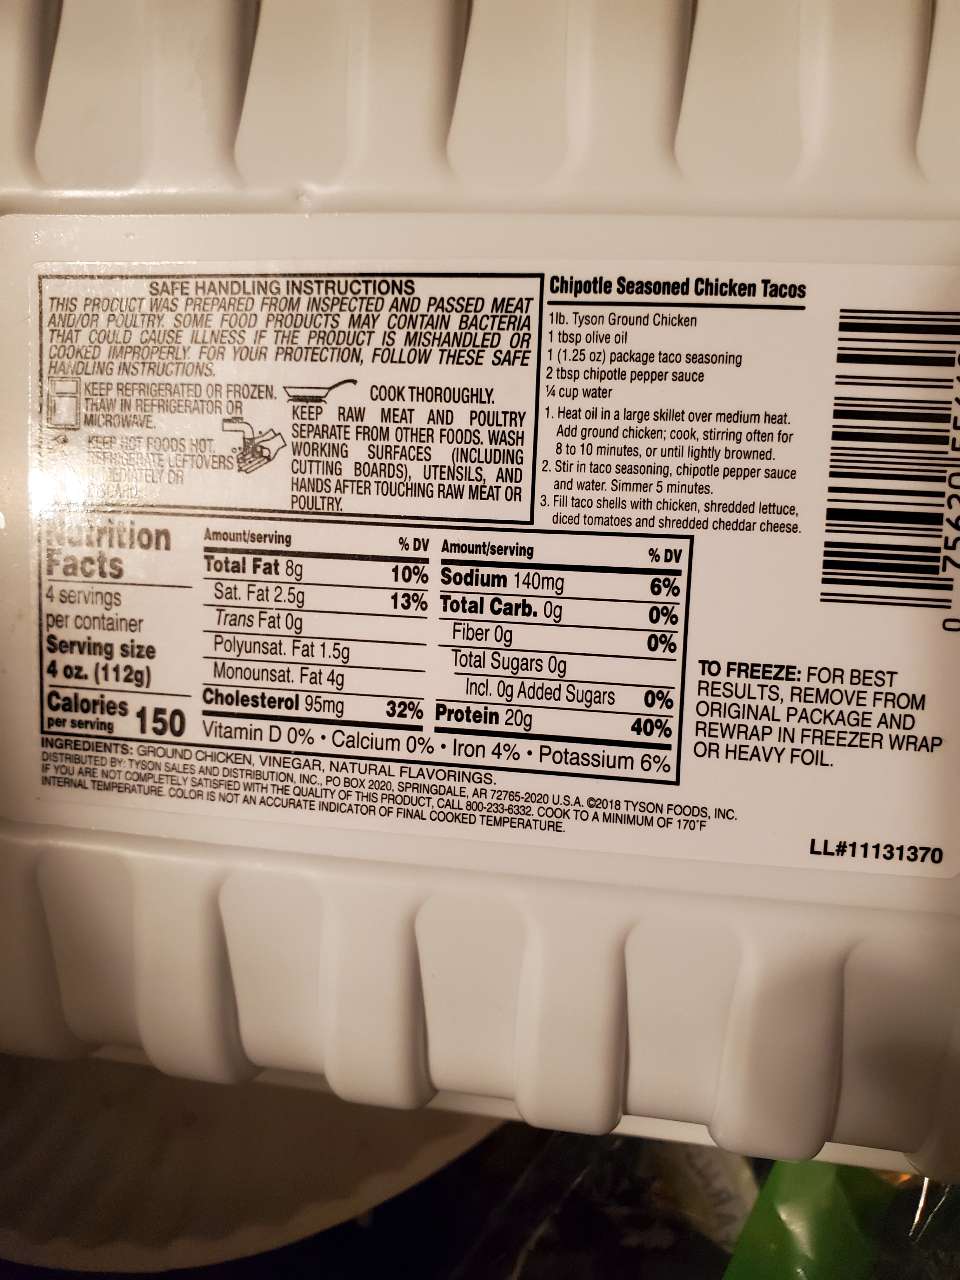 SAFE HANDLING INSTRUCTIONS
THIS PRODUCT WAS PREPARED FROM INSPECTED AND PASSED MEAT
AND/OR POULTRY. SOME FOOD PRODUCTS MAY CONTAIN BACTERIA
THAT COULD CAUSE ILLNESS IF THE PRODUCT IS MISHANDLED OR
COOKED IMPROPERLY. FOR YOUR PROTECTION, FOLLOW THESE SAFE
HANDLING INSTRUCTIONS.
KEEP REFRIGERATED OR FROZEN.
THAW IN REFRIGERATOR OR
MICROWAVE.
KEEP HOT FOODS HOT.
REFRIGERATE LEFTOVERS
IMMEDIATELY OR
DISCARD.
COOK THOROUGHLY.
KEEP RAW MEAT AND POULTRY
SEPARATE FROM OTHER FOODS. WASH
WORKING SURFACES (INCLUDING
CUTTING BOARDS), UTENSILS, AND
HANDS AFTER TOUCHING RAW MEAT OR
POULTRY.
Chipotle Seasoned Chicken Tacos
1lb. Tyson Ground Chicken
1 tbsp olive oil
1 (1.25 oz) package taco seasoning
2 tbsp chipotle pepper sauce
¼ cup water
1. Heat oil in a large skillet over medium heat.
Add ground chicken; cook, stirring often for
8 to 10 minutes, or until lightly browned.
2. Stir in taco seasoning, chipotle pepper sauce
and water. Simmer 5 minutes.
3. Fill taco shells with chicken, shredded lettuce,
diced tomatoes and shredded cheddar cheese.
Nutrition
Facts
4 servings
per container
Serving size
4 oz. (112g)
Calories
per serving 150
Amount/serving % DV
Total Fat 8g 10%
Sat. Fat 2.5g 13%
Trans Fat 0g
Polyunsat. Fat 1.5g
Monounsat. Fat 4g
Cholesterol 95mg 32%
Amount/serving % DV
Sodium 140mg 6%
Total Carb. 0g 0%
Fiber 0g 0%
Total Sugars 0g
Incl. 0g Added Sugars 0%
Protein 20g 40%
Vitamin D 0% • Calcium 0% • Iron 4% • Potassium 6%
INGREDIENTS: GROUND CHICKEN, VINEGAR, NATURAL FLAVORINGS.
DISTRIBUTED BY: TYSON SALES AND DISTRIBUTION, INC., PO BOX 2020, SPRINGDALE, AR 72765-2020 U.S.A. ©2018 TYSON FOODS, INC.
IF YOU ARE NOT COMPLETELY SATISFIED WITH THE QUALITY OF THIS PRODUCT, CALL 800-233-6332. COOK TO A MINIMUM OF 170°F
INTERNAL TEMPERATURE. COLOR IS NOT AN ACCURATE INDICATOR OF FINAL COOKED TEMPERATURE.
TO FREEZE: FOR BEST
RESULTS, REMOVE FROM
ORIGINAL PACKAGE AND
REWRAP IN FREEZER WRAP
OR HEAVY FOIL.
LL#11131370